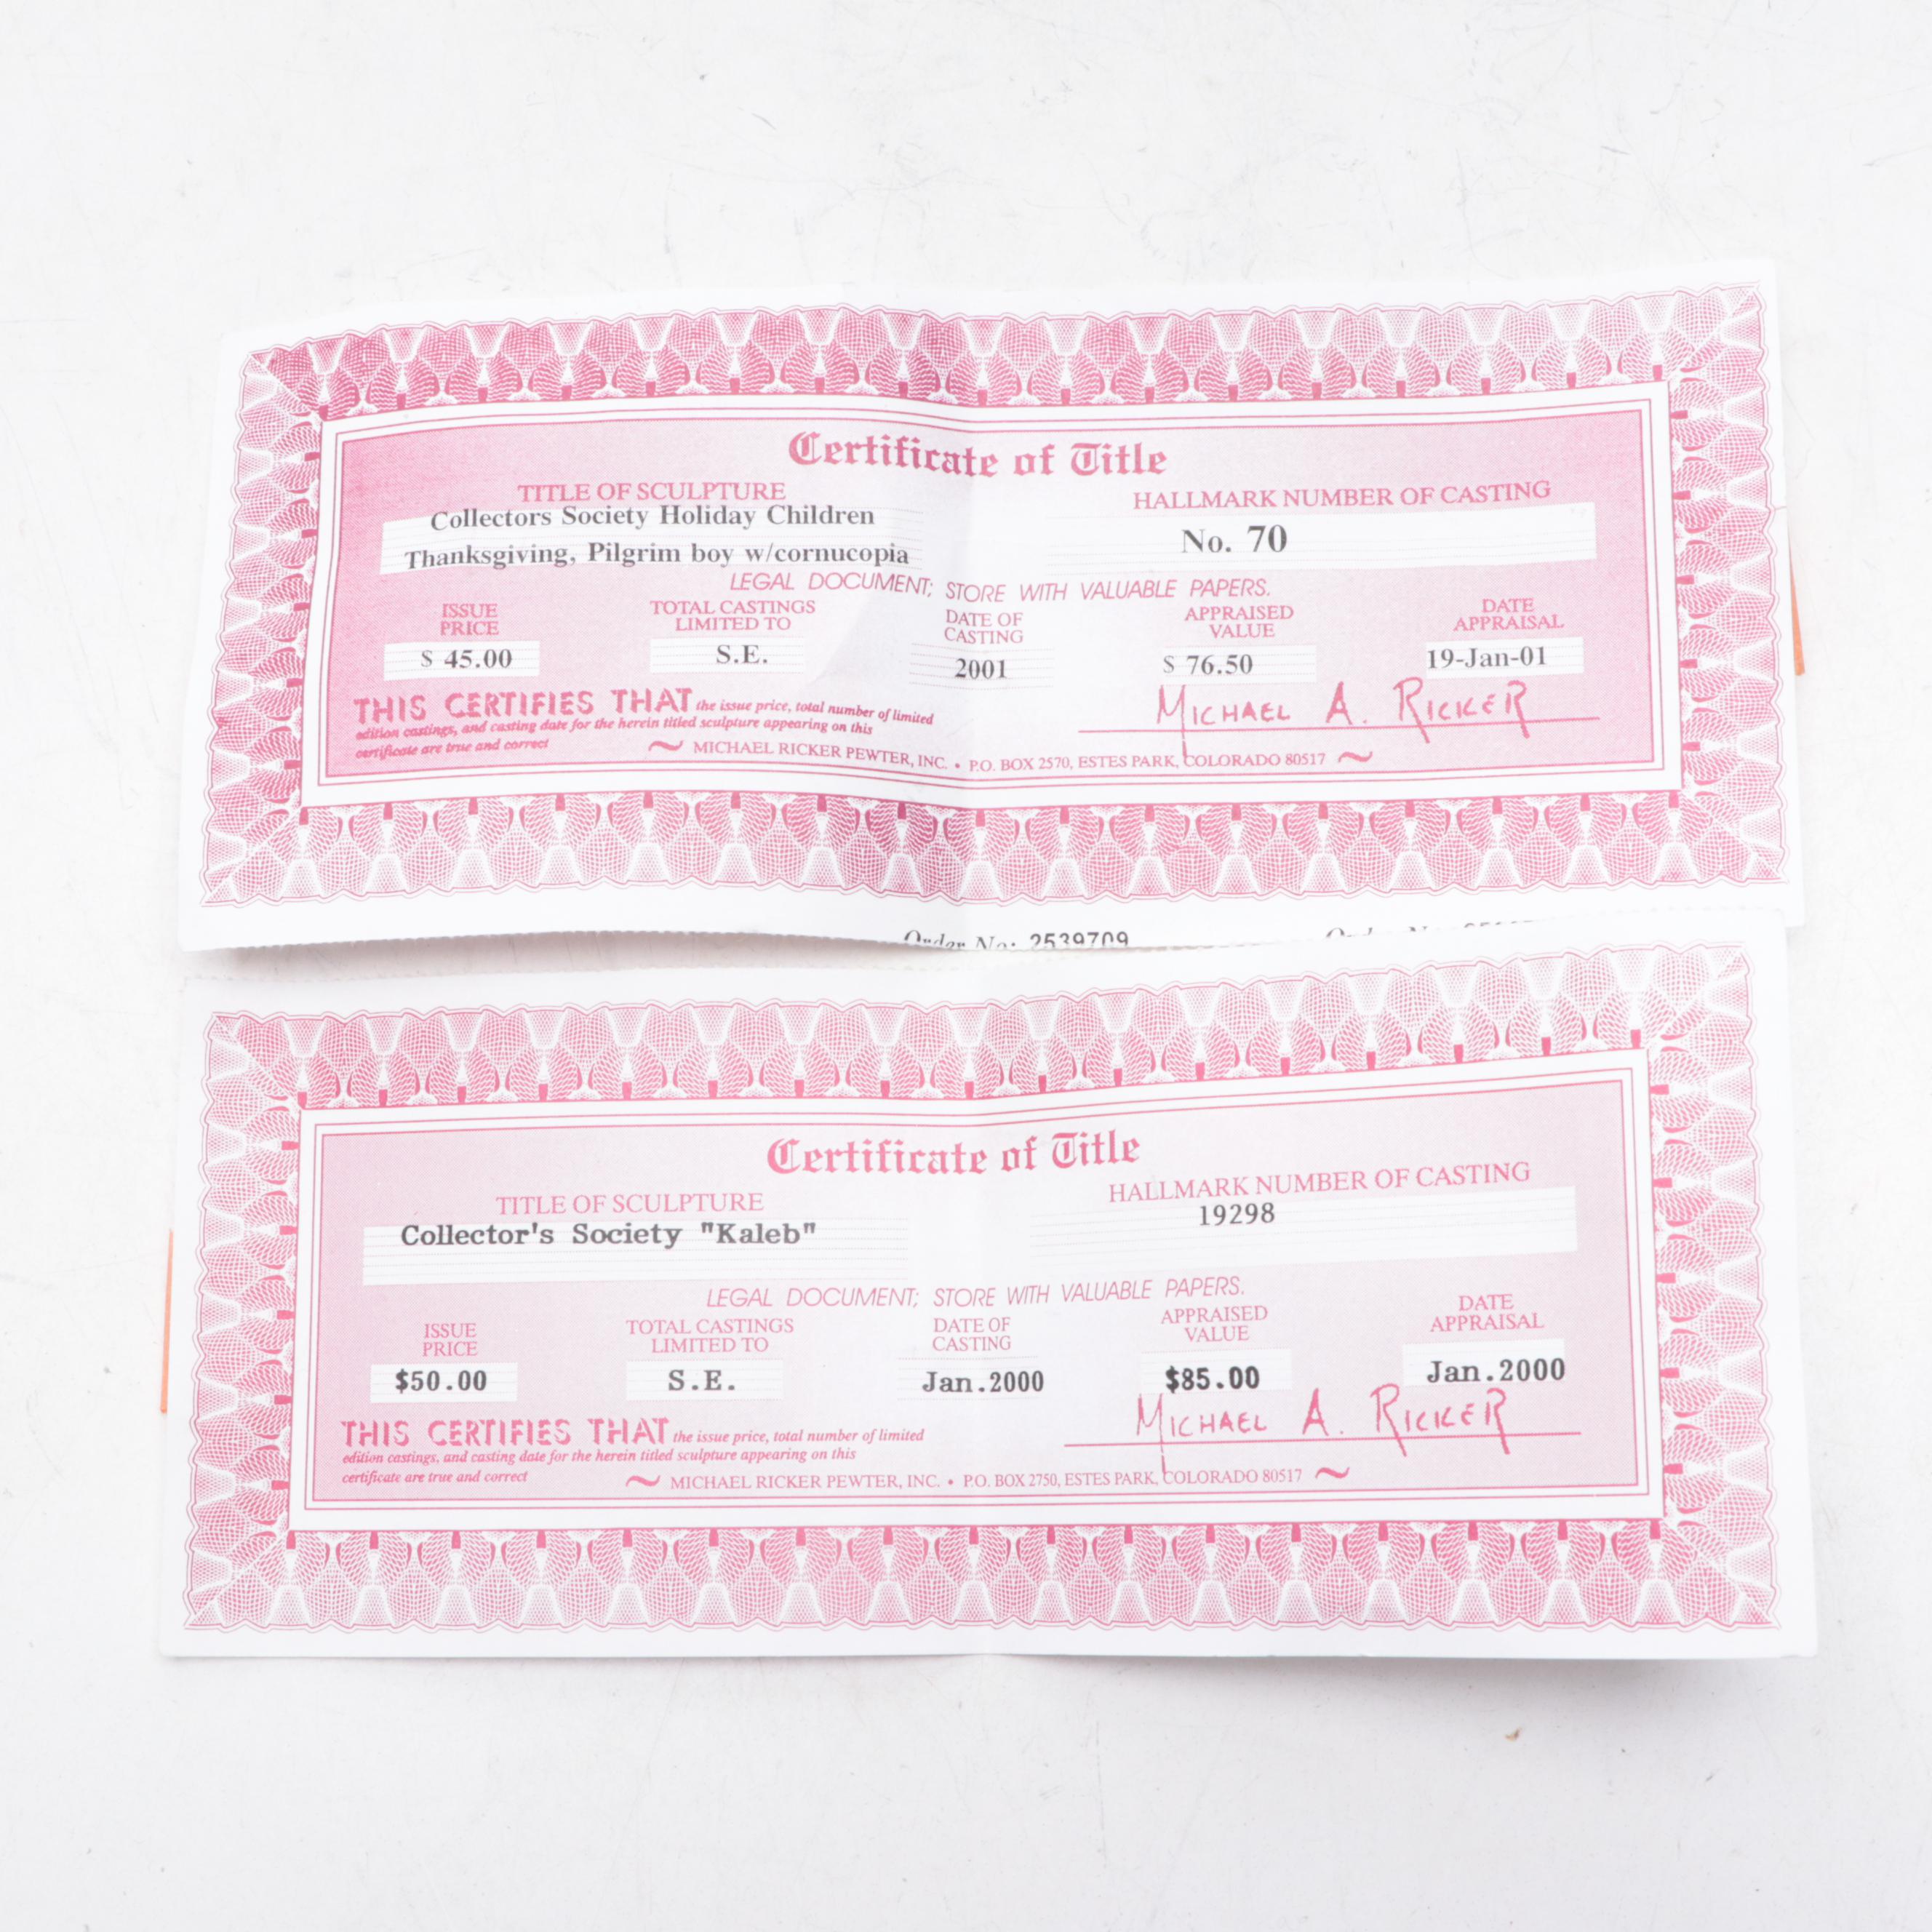 Certificate of Title
TITLE OF SCULPTURE
HALLMARK NUMBER OF CASTING
Collectors Society Holiday Children
Thanksgiving, Pilgrim boy w/cornucopia
No. 70
LEGAL DOCUMENT; STORE WITH VALUABLE PAPERS.
ISSUE PRICE
TOTAL CASTINGS LIMITED TO
DATE OF CASTING
APPRAISED VALUE
DATE APPRAISAL
$ 45.00
S.E.
2001
$ 76.50
19-Jan-01
THIS CERTIFIES THAT the issue price, total number of limited
edition castings, and casting date for the herein titled sculpture appearing on this
certificate are true and correct
MICHAEL A. RICKER
~ MICHAEL RICKER PEWTER, INC. • P.O. BOX 2570, ESTES PARK, COLORADO 80517 ~
Order No: 2539709
Certificate of Title
TITLE OF SCULPTURE
HALLMARK NUMBER OF CASTING
Collector's Society "Kaleb"
19298
LEGAL DOCUMENT; STORE WITH VALUABLE PAPERS.
ISSUE PRICE
TOTAL CASTINGS LIMITED TO
DATE OF CASTING
APPRAISED VALUE
DATE APPRAISAL
$50.00
S.E.
Jan.2000
$85.00
Jan.2000
THIS CERTIFIES THAT the issue price, total number of limited
edition castings, and casting date for the herein titled sculpture appearing on this
certificate are true and correct
MICHAEL A. RICKER
~ MICHAEL RICKER PEWTER, INC. • P.O. BOX 2750, ESTES PARK, COLORADO 80517 ~